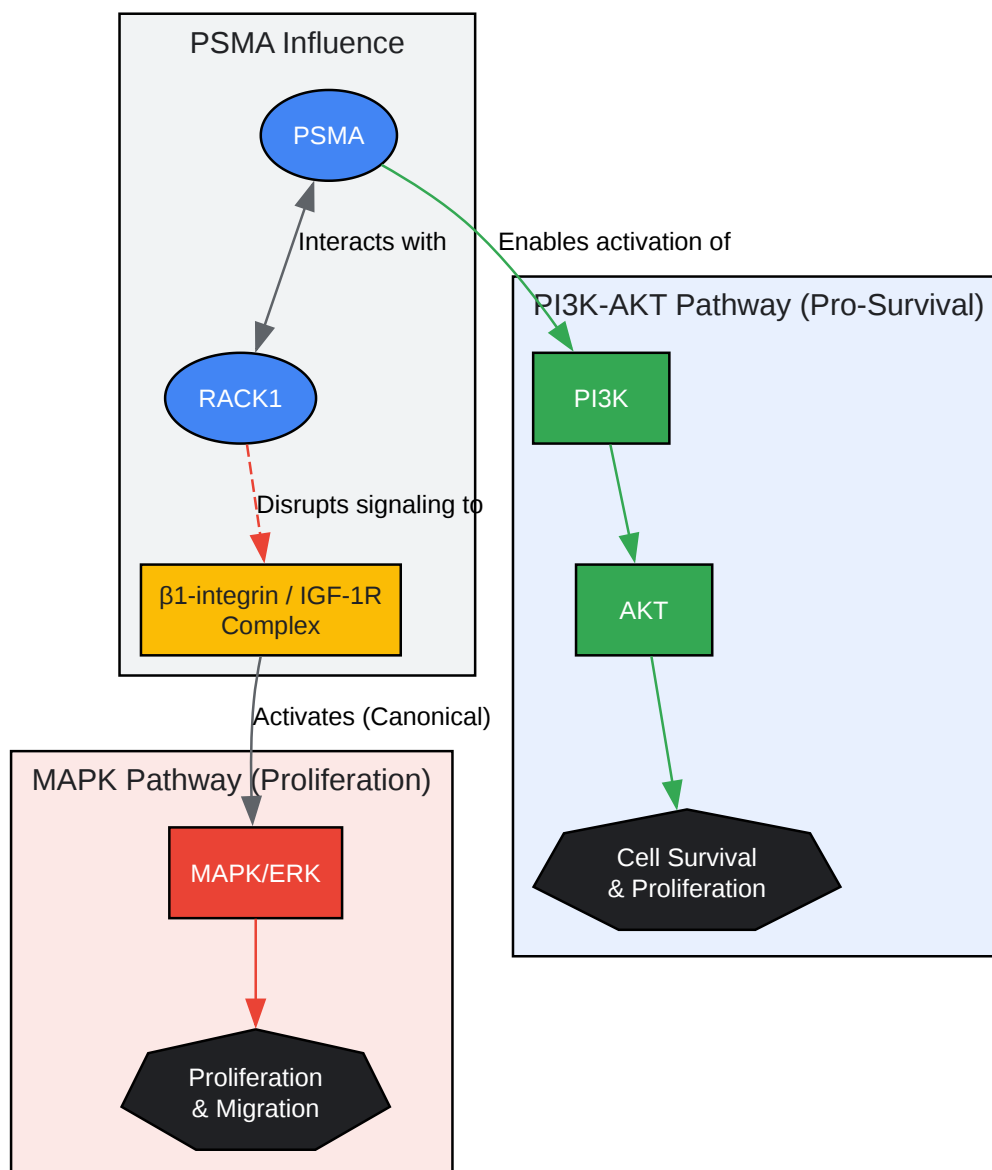 PSMA Influence
PSMA
Interacts with
Enables activation of
PI3K-AKT Pathway (Pro-Survival)
RACK1
PI3K
Disrupts signaling to
β1-integrin / IGF-1R
Complex
AKT
Activates (Canonical)
MAPK Pathway (Proliferation)
MAPK/ERK
Cell Survival
& Proliferation
Proliferation
& Migration